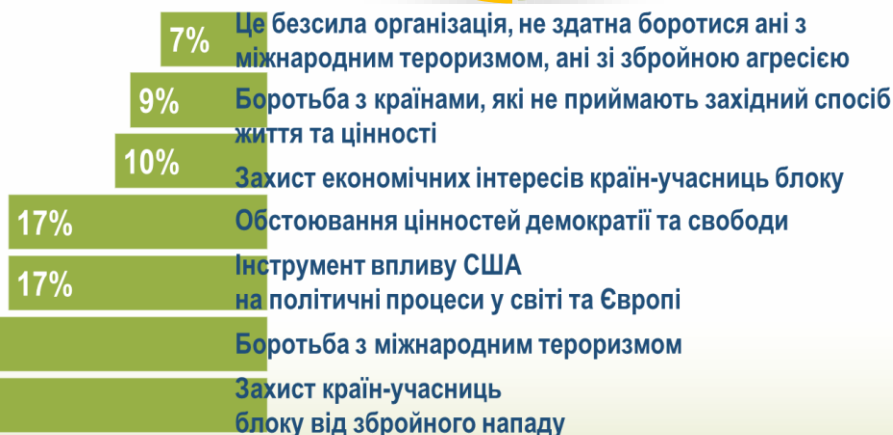 7%
Це безсила організація, не здатна боротися ані з
міжнародним тероризмом, ані зі збройною агресією
9%
Боротьба з країнами, які не приймають західний спосіб
життя та цінності
10%
Захист економічних інтересів країн-учасниць блоку
17%
Обстоювання цінностей демократії та свободи
17%
Інструмент впливу США
на політичні процеси у світі та Європі
Боротьба з міжнародним тероризмом
Захист країн-учасниць
блоку від збройного нападу